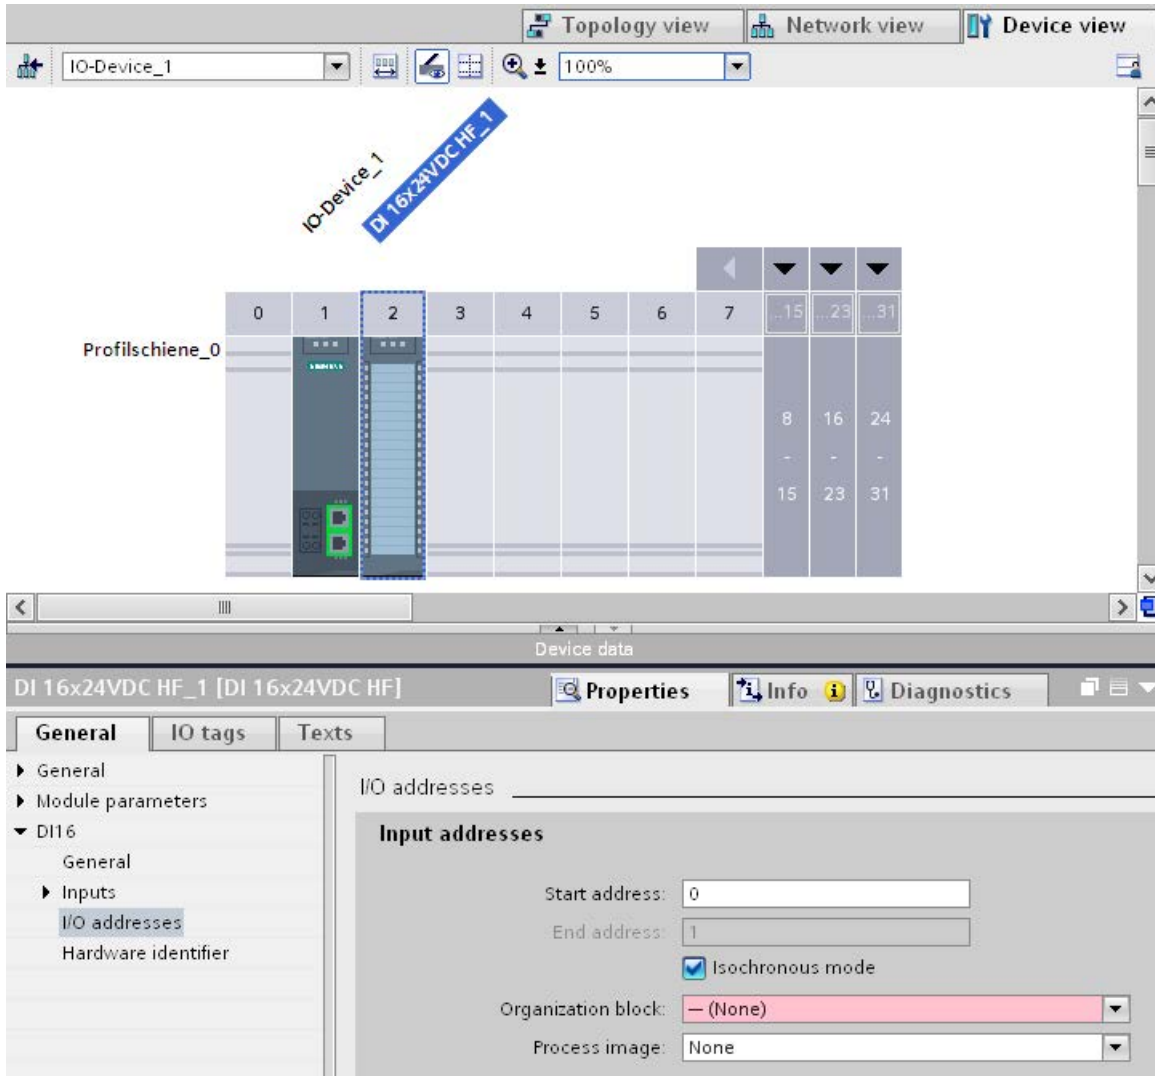 Topology view Network view Device view
IO-Device_1 100%
IO-Device_1
DI 16x24VDC HF_1
0 1 2 3 4 5 6 7 ...15 ...23 ...31
Profilschiene_0
SIEMENS
8 16 24
- - -
15 23 31
Device data
DI 16x24VDC HF_1 [DI 16x24VDC HF] Properties Info Diagnostics
General IO tags Texts
General
Module parameters
DI16
General
Inputs
I/O addresses
Hardware identifier
I/O addresses
Input addresses
Start address: 0
End address: 1
Isochronous mode
Organization block: — (None)
Process image: None